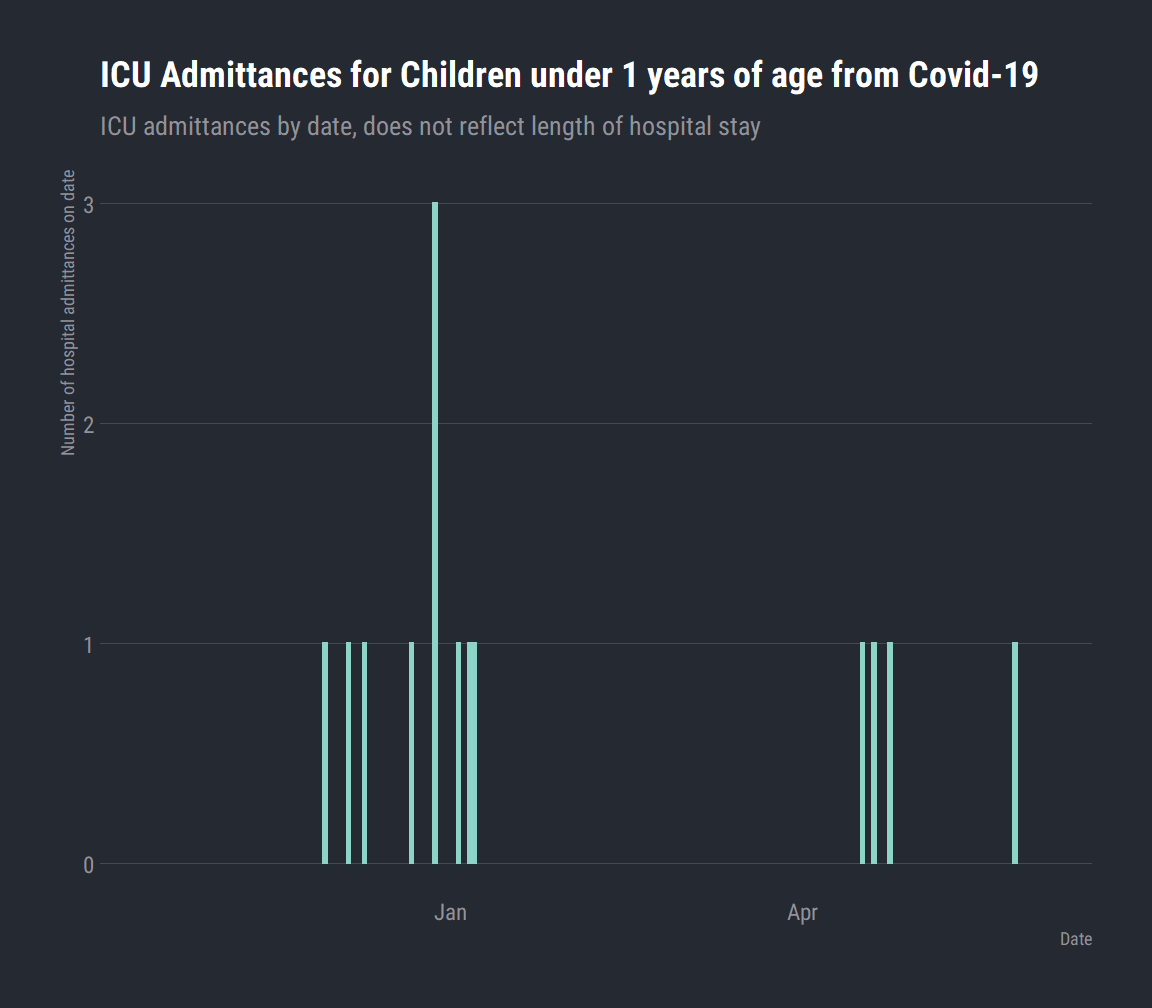 ICU Admittances for Children under 1 years of age from Covid-19
ICU admittances by date, does not reflect length of hospital stay
Number of hospital admittances on date
3
2
1
0
Jan
Apr
Date